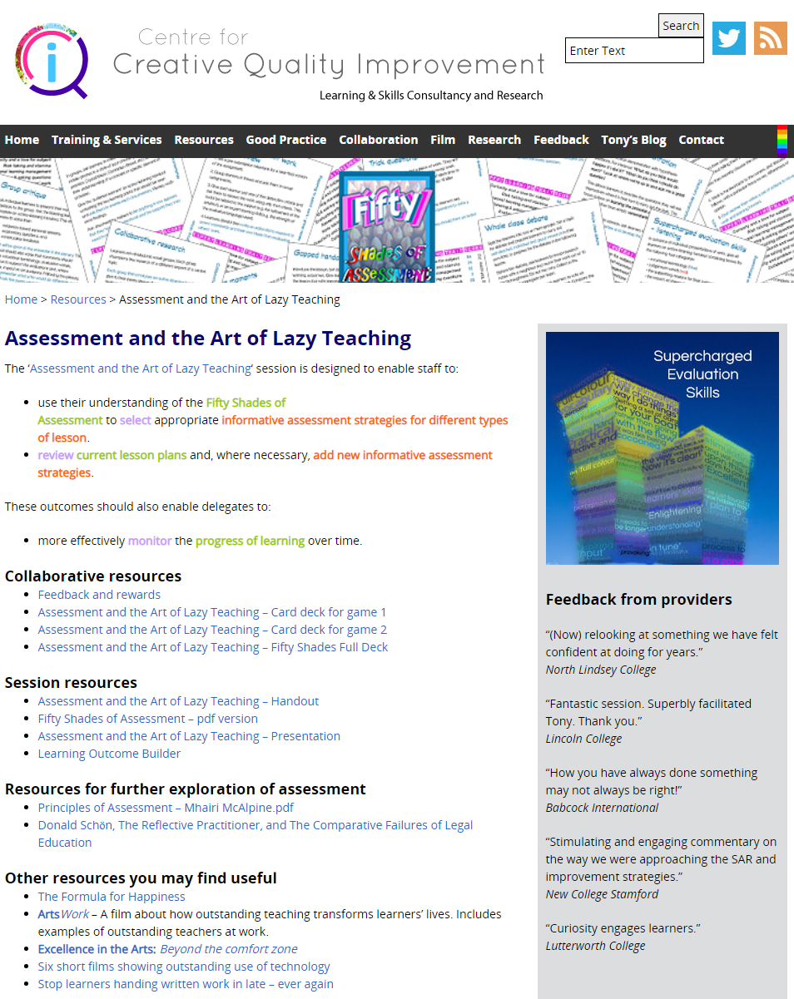 Centre for
Creative Quality Improvement
Learning & Skills Consultancy and Research
Search
Enter Text
Home Training & Services Resources Good Practice Collaboration Film Research Feedback Tony’s Blog Contact
Group critique
Collaborative research
Trick questions
Fifty
Shades of
Assessment
Whole class debate
Supercharged evaluation skills
– listening
Home > Resources > Assessment and the Art of Lazy Teaching
Assessment and the Art of Lazy Teaching
The ‘Assessment and the Art of Lazy Teaching‘ session is designed to enable staff to:
use their understanding of the Fifty Shades of
Assessment to select appropriate informative assessment strategies for different types
of lesson.
review current lesson plans and, where necessary, add new informative assessment
strategies.
These outcomes should also enable delegates to:
more effectively monitor the progress of learning over time.
Collaborative resources
Feedback and rewards
Assessment and the Art of Lazy Teaching – Card deck for game 1
Assessment and the Art of Lazy Teaching – Card deck for game 2
Assessment and the Art of Lazy Teaching – Fifty Shades Full Deck
Session resources
Assessment and the Art of Lazy Teaching – Handout
Fifty Shades of Assessment – pdf version
Assessment and the Art of Lazy Teaching – Presentation
Learning Outcome Builder
Resources for further exploration of assessment
Principles of Assessment – Mhairi McAlpine.pdf
Donald Schön, The Reflective Practitioner, and The Comparative Failures of Legal
Education
Other resources you may find useful
The Formula for Happiness
ArtsWork – A film about how outstanding teaching transforms learners’ lives. Includes
examples of outstanding teachers at work.
Excellence in the Arts: Beyond the comfort zone
Six short films showing outstanding use of technology
Stop learners handing written work in late – ever again
Supercharged
Evaluation
Skills
Feedback from providers
“(Now) relooking at something we have felt
confident at doing for years.”
North Lindsey College
“Fantastic session. Superbly facilitated
Tony. Thank you.”
Lincoln College
“How you have always done something
may not always be right!”
Babcock International
“Stimulating and engaging commentary on
the way we were approaching the SAR and
improvement strategies.”
New College Stamford
“Curiosity engages learners.”
Lutterworth College